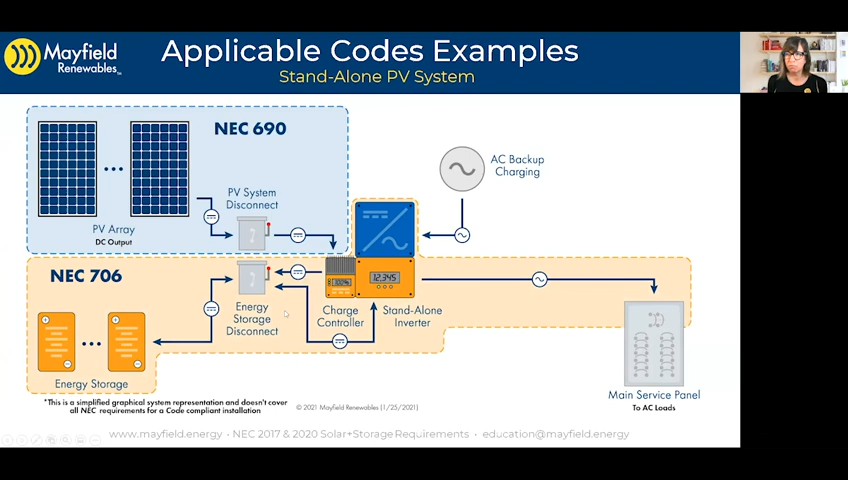 Mayfield
Renewables
Applicable Codes Examples
Stand-Alone PV System
NEC 690
PV Array
DC Output
PV System
Disconnect
AC Backup
Charging
NEC 706
Energy
Storage
Disconnect
100%
12,345
Charge
Controller
Stand-Alone
Inverter
Energy Storage
Main Service Panel
To AC Loads
*This is a simplified graphical system representation and doesn't cover
all NEC requirements for a Code compliant installation
© 2021 Mayfield Renewables (1/25/2021)
www.mayfield.energy • NEC 2017 & 2020 Solar+Storage Requirements • education@mayfield.energy